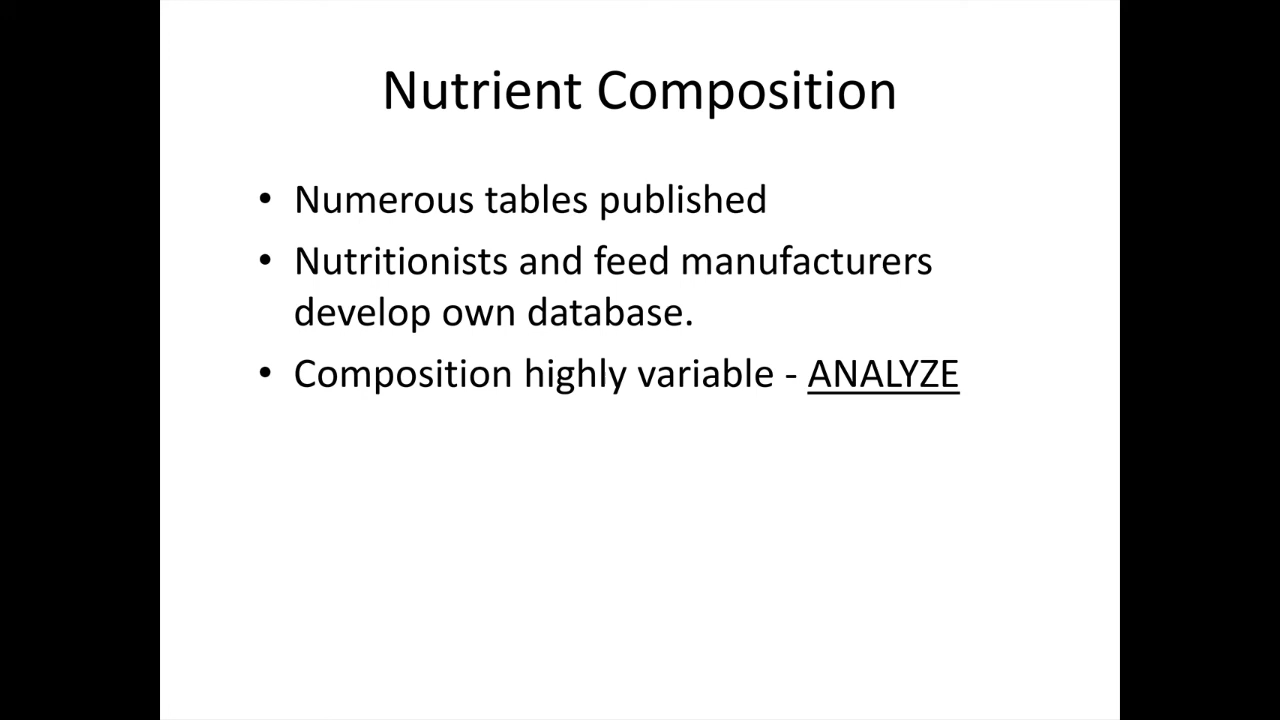 Nutrient Composition
• Numerous tables published
• Nutritionists and feed manufacturers
develop own database.
• Composition highly variable - ANALYZE